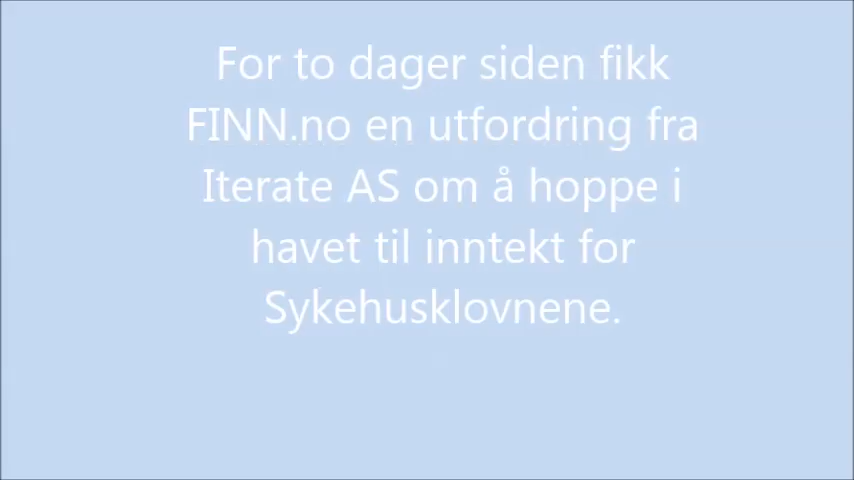 For to dager siden fikk
FINN.no en utfordring fra
Iterate AS om å hoppe i
havet til inntekt for
Sykehusklovnene.